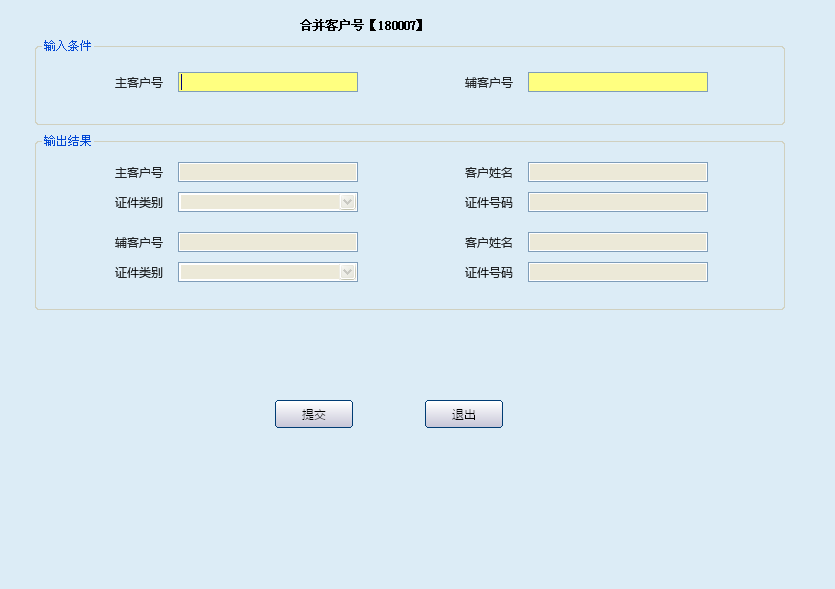 合并客户号【180007】
输入条件
主客户号 辅客户号
输出结果
主客户号 客户姓名
证件类别 证件号码
辅客户号 客户姓名
证件类别 证件号码
提交 退出